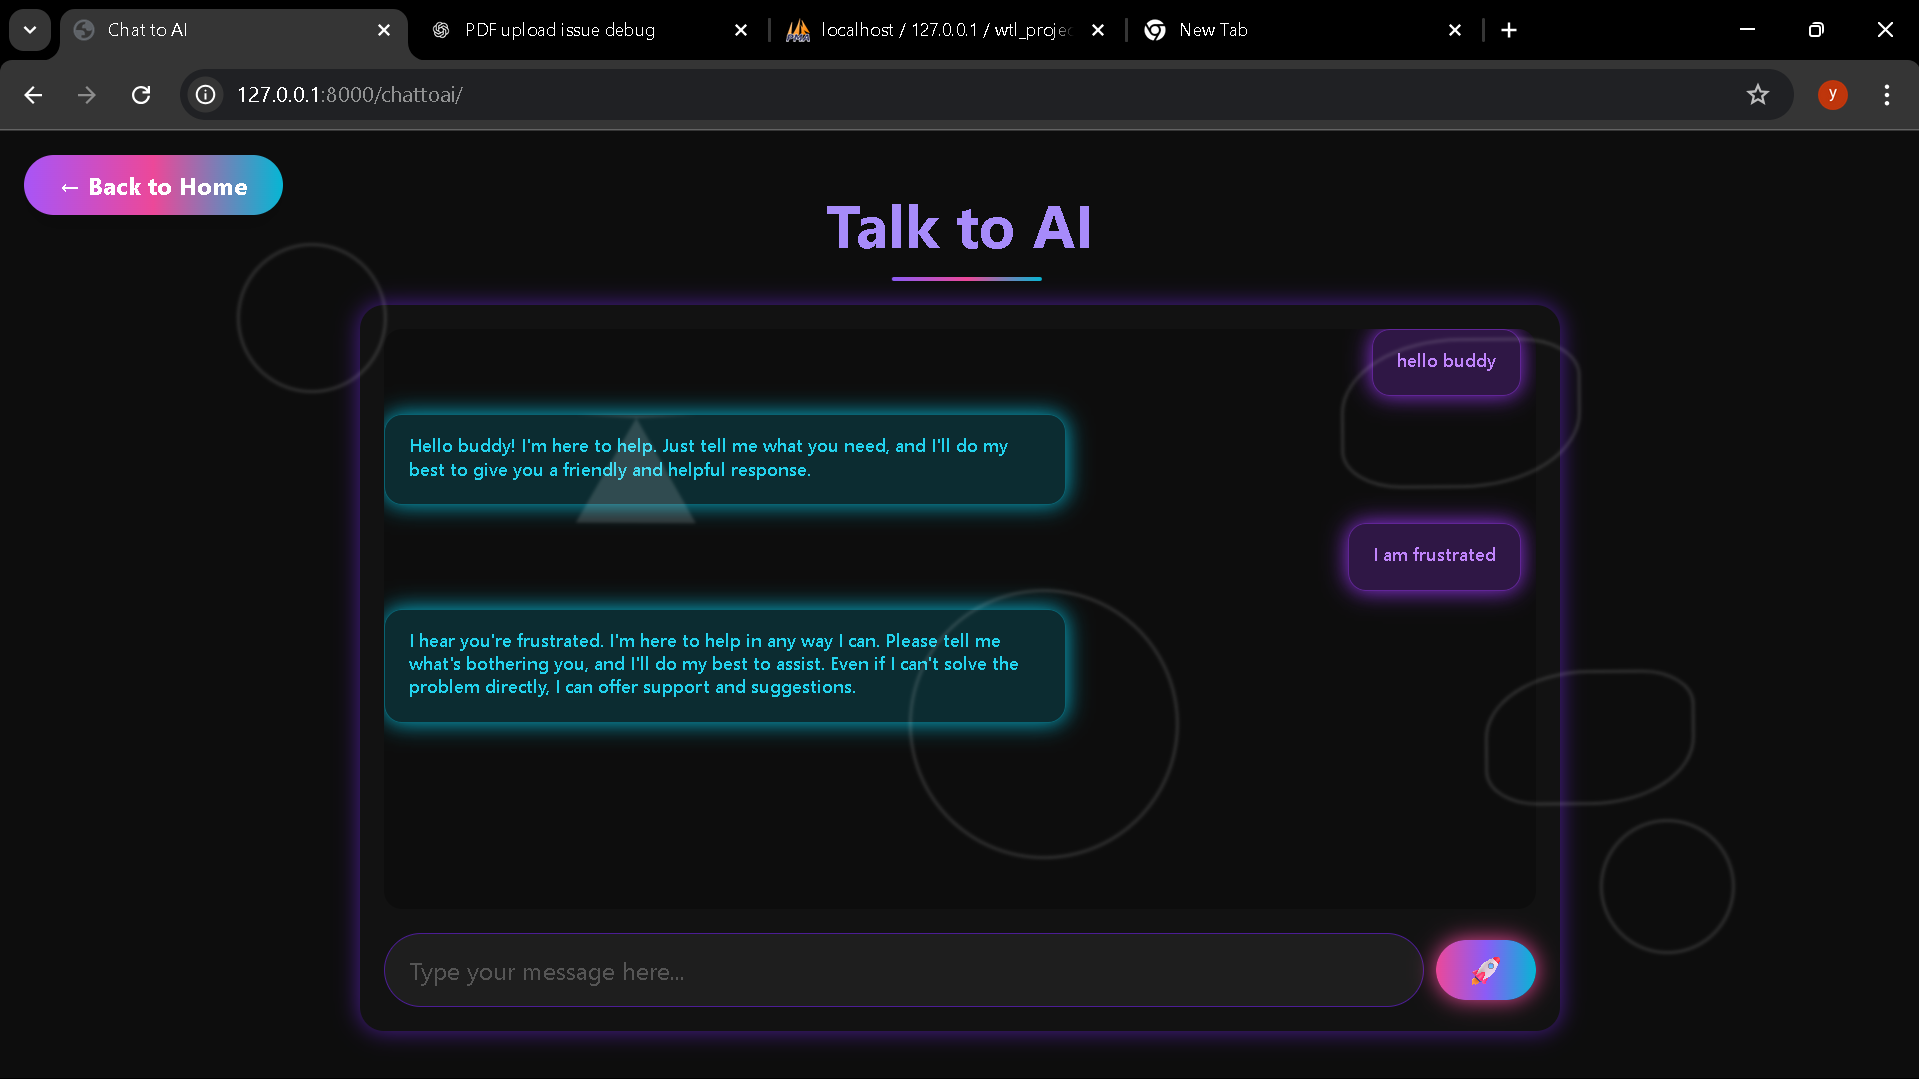 Chat to AI
PDF upload issue debug
localhost / 127.0.0.1 / wtl_projec
New Tab
127.0.0.1:8000/chattoai/
y
← Back to Home
Talk to AI
hello buddy
Hello buddy! I'm here to help. Just tell me what you need, and I'll do my
best to give you a friendly and helpful response.
I am frustrated
I hear you're frustrated. I'm here to help in any way I can. Please tell me
what's bothering you, and I'll do my best to assist. Even if I can't solve the
problem directly, I can offer support and suggestions.
Type your message here...